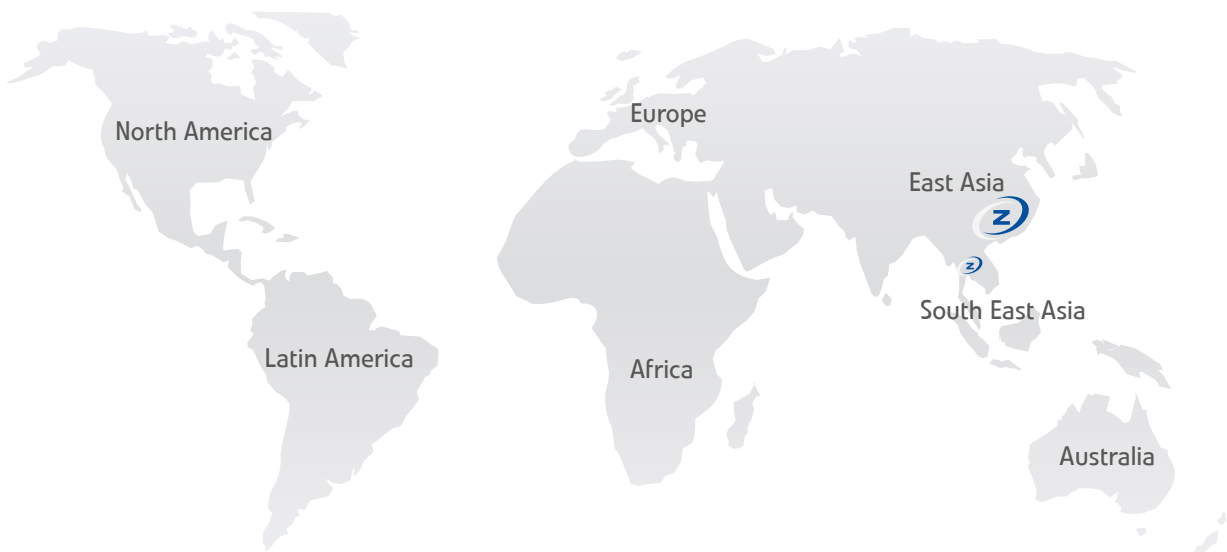 Europe
North America
East Asia
Z
Z
South East Asia
Latin America
Africa
Australia